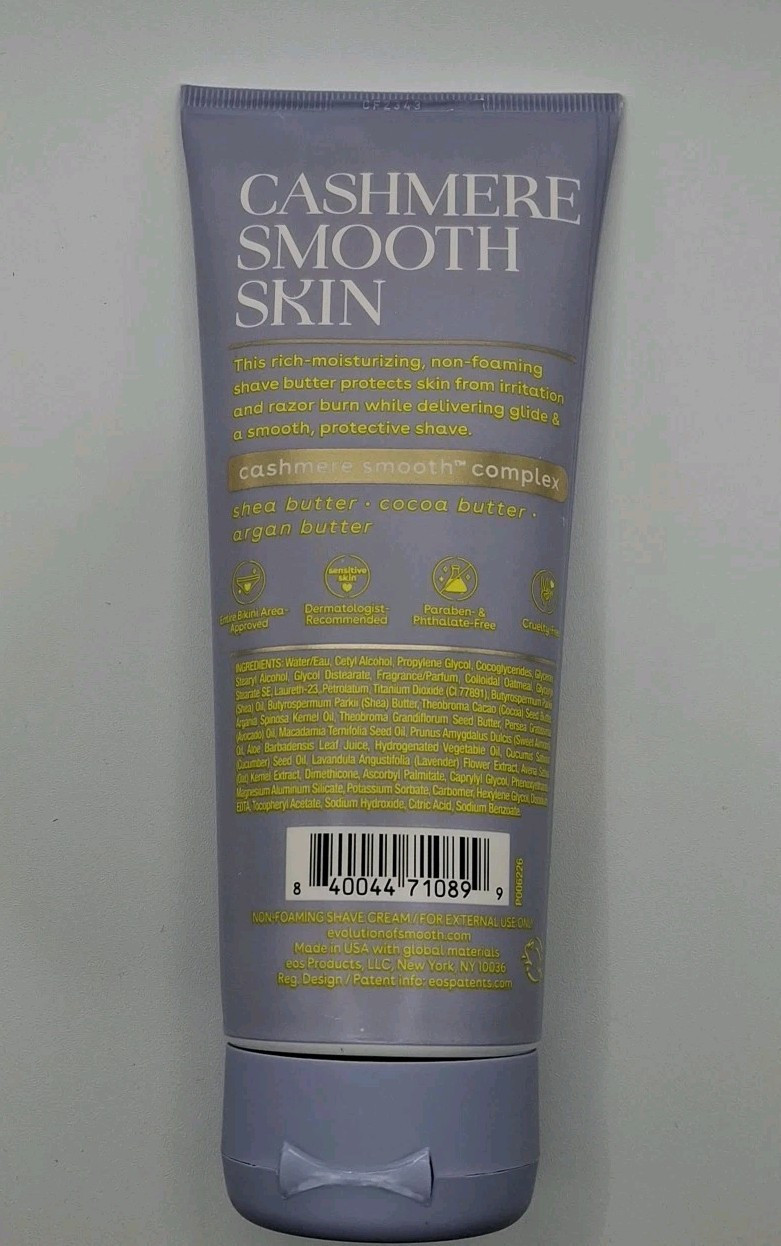 CF2343
CASHMERE
SMOOTH
SKIN
This rich-moisturizing, non-foaming
shave butter protects skin from irritation
and razor burn while delivering glide &
a smooth, protective shave.
cashmere smooth™ complex
shea butter · cocoa butter ·
argan butter
sensitive
skin
Entire Bikini Area-
Approved
Dermatologist-
Recommended
Paraben- &
Phthalate-Free
INGREDIENTS: Water/Eau, Cetyl Alcohol, Propylene Glycol, Cocoglycerides,
Stearyl Alcohol, Glycol Distearate, Fragrance/Parfum, Colloidal Oatmeal,
Stearate SE, Laureth-23, Petrolatum, Titanium Dioxide (CI 77891), Butyrospermum
(Shea) Oil, Butyrospermum Parkii (Shea) Butter, Theobroma Cacao (Cocoa) Seed
Argania Spinosa Kernel Oil, Theobroma Grandiflorum Seed Butter, Persea
(Avocado) Oil, Macadamia Ternifolia Seed Oil, Prunus Amygdalus Dulcis (Sweet
Oil, Aloe Barbadensis Leaf Juice, Hydrogenated Vegetable Oil, Cucumis
(Cucumber) Seed Oil, Lavandula Angustifolia (Lavender) Flower Extract, Avena
(Oat) Kernel Extract, Dimethicone, Ascorbyl Palmitate, Caprylyl Glycol,
Magnesium Aluminum Silicate, Potassium Sorbate, Carbomer, Hexylene Glycol,
EDTA, Tocopheryl Acetate, Sodium Hydroxide, Citric Acid, Sodium Benzoate.
8 40044 71089 9
P006226
NON-FOAMING SHAVE CREAM / FOR EXTERNAL USE ONLY
evolutionofsmooth.com
Made in USA with global materials
eos Products, LLC, New York, NY 10036
Reg. Design / Patent info: eospatents.com